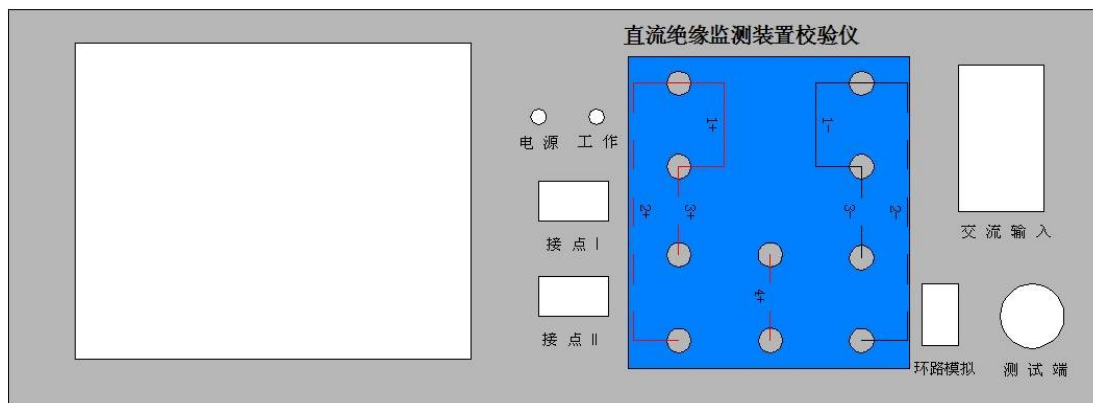 直流绝缘监测装置校验仪
电 源
工 作
1+
1-
2+
3+
3-
2-
交 流 输 入
接 点 I
4+
接 点 II
环路模拟
测 试 端